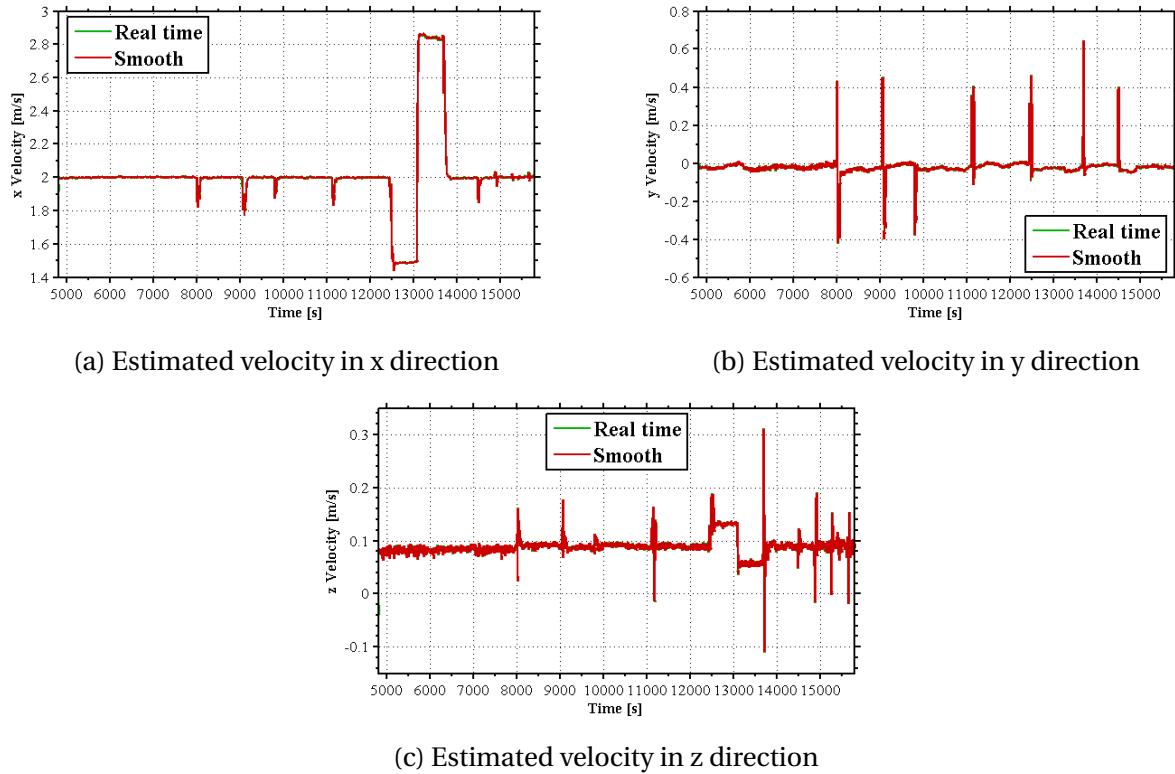 3
2.8
2.6
2.4
2.2
2
1.8
1.6
1.4
x Velocity [m/s]
Real time
Smooth
5000 6000 7000 8000 9000 10000 11000 12000 13000 14000 15000
Time [s]
0.8
0.6
0.4
0.2
0
-0.2
-0.4
-0.6
y Velocity [m/s]
Real time
Smooth
5000 6000 7000 8000 9000 10000 11000 12000 13000 14000 15000
Time [s]
(a) Estimated velocity in x direction
(b) Estimated velocity in y direction
0.3
0.2
0.1
0
-0.1
z Velocity [m/s]
Real time
Smooth
5000 6000 7000 8000 9000 10000 11000 12000 13000 14000 15000
Time [s]
(c) Estimated velocity in z direction